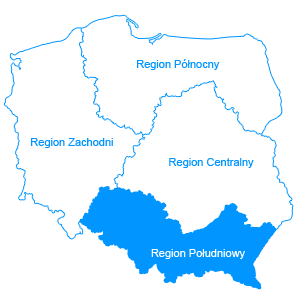 Region Północny
Region Zachodni
Region Centralny
Region Południowy